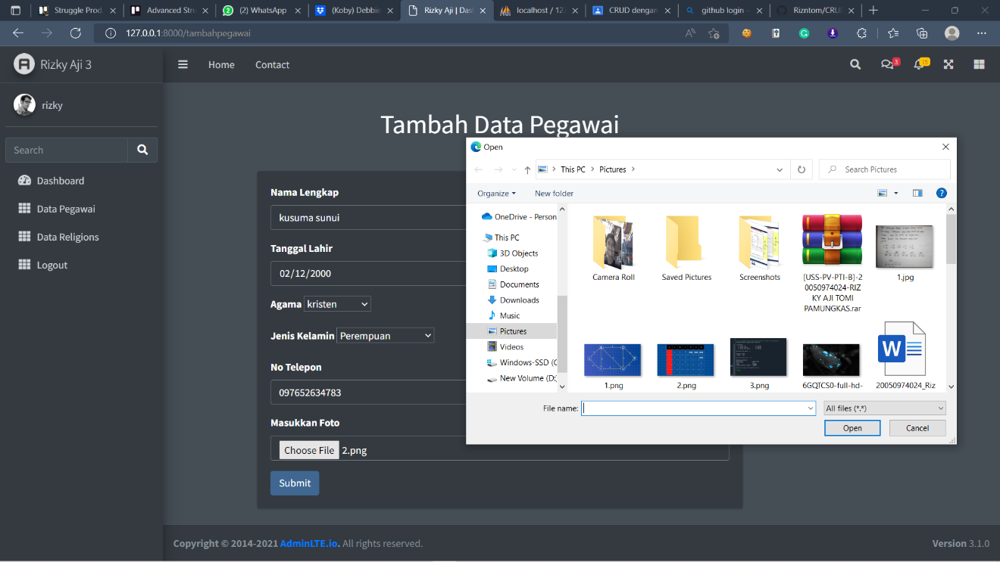 Struggle Prod
Advanced Stru
(2) WhatsApp
(Koby) Debbie
Rizky Aji | Das
localhost / 127
CRUD dengan
github login -
Rizntom/CRUI
127.0.0.1:8000/tambahpegawai
Rizky Aji 3
Home
Contact
3
15
rizky
Search
Dashboard
Data Pegawai
Data Religions
Logout
Tambah Data Pegawai
Nama Lengkap
kusuma sunui
Tanggal Lahir
02/12/2000
Agama kristen
Jenis Kelamin Perempuan
No Telepon
097652634783
Masukkan Foto
Choose File 2.png
Submit
Open
This PC > Pictures >
Search Pictures
Organize
New folder
OneDrive - Person
This PC
3D Objects
Desktop
Documents
Downloads
Music
Pictures
Videos
Windows-SSD (C
New Volume (D:)
Camera Roll
Saved Pictures
Screenshots
[USS-PV-PTI-B]-2
0050974024-RIZ
KY AJI TOMI
PAMUNGKAS.rar
1.jpg
1.png
2.png
3.png
6GQTCS0-full-hd-
20050974024_Riz
File name:
All files (*.*)
Open
Cancel
Copyright © 2014-2021 AdminLTE.io. All rights reserved.
Version 3.1.0